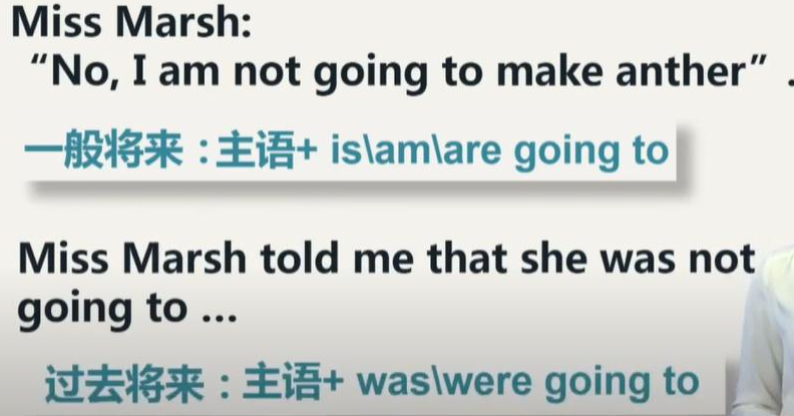 Miss Marsh:
“No, I am not going to make anther” .
一般将来：主语+ is\am\are going to
Miss Marsh told me that she was not
going to ...
过去将来：主语+ was\were going to